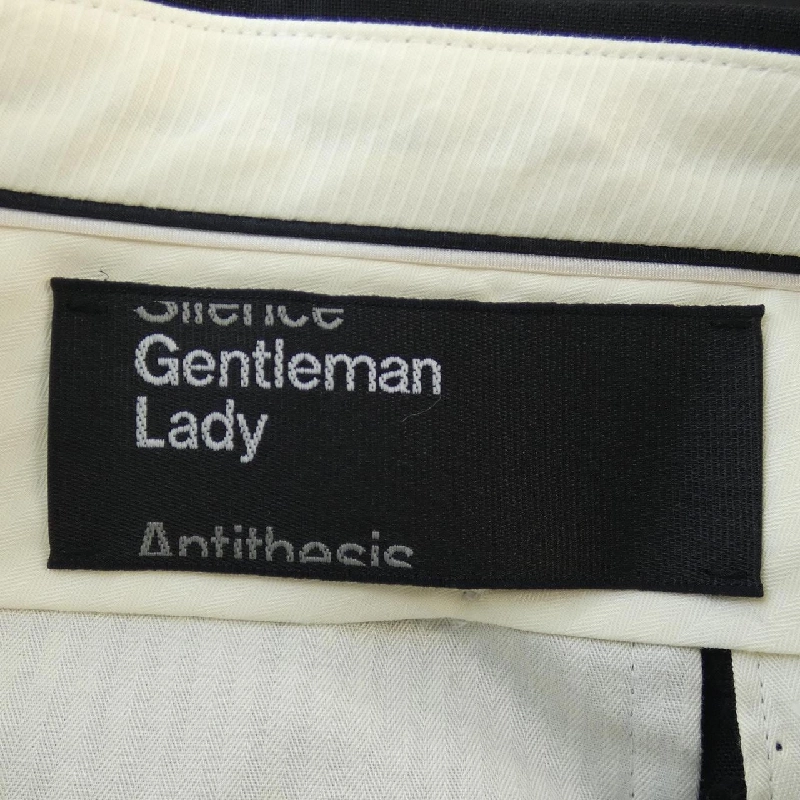 Silence
Gentleman
Lady
Antithesis